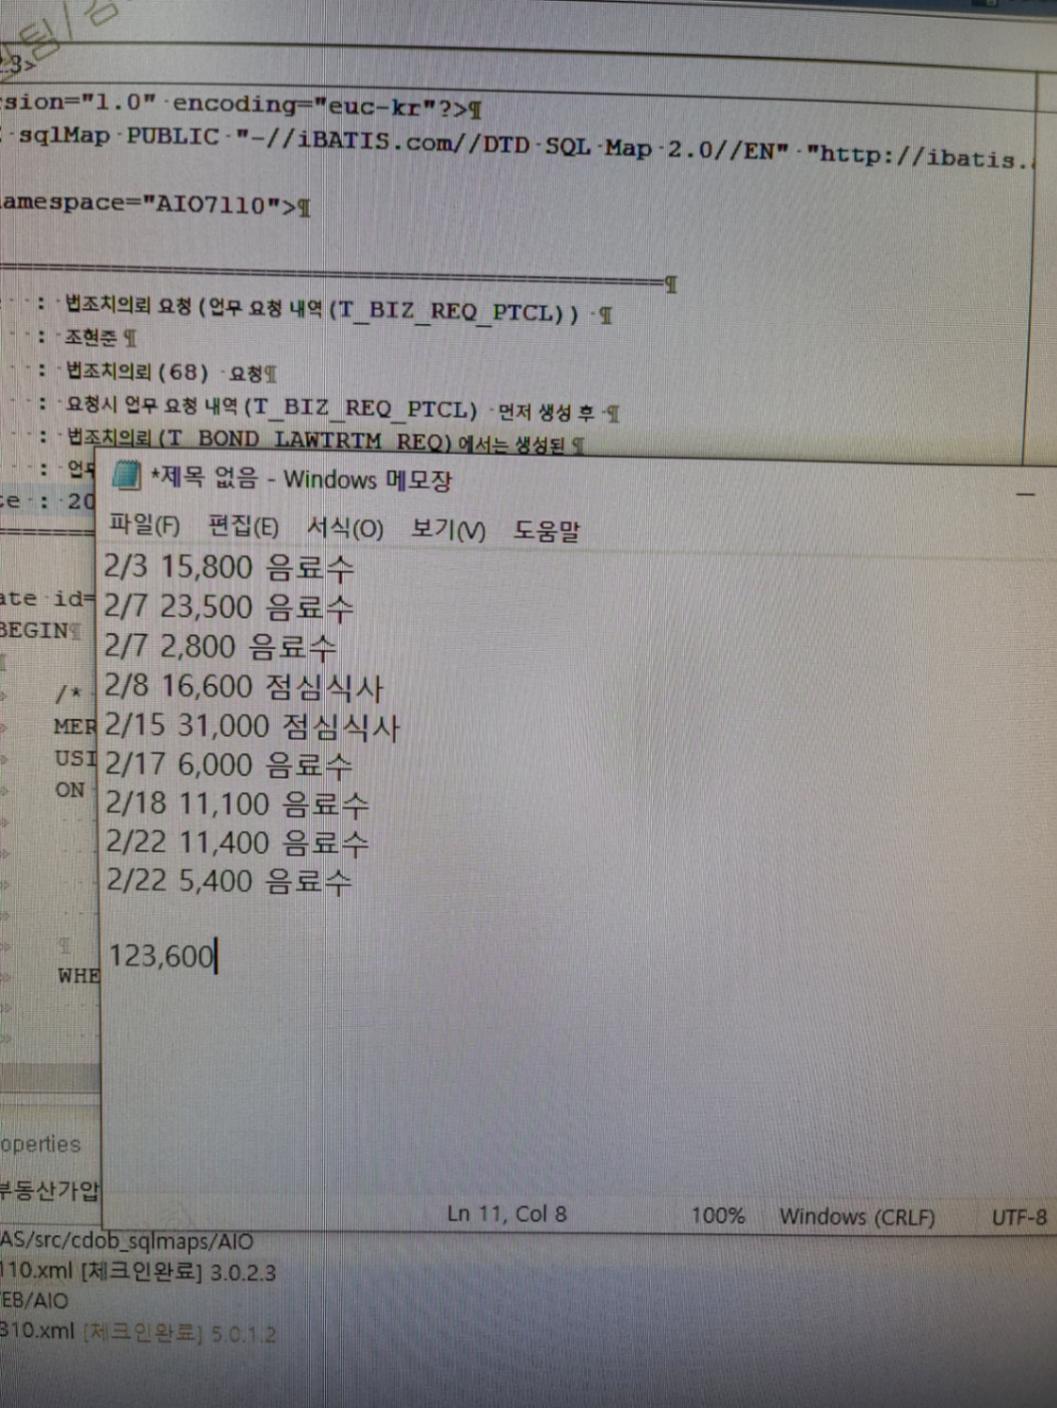 .3>
sion="1.0" encoding="euc-kr"?>¶
sqlMap PUBLIC "-//iBATIS.com//DTD SQL Map 2.0//EN" "http://ibatis.
amespace="AIO7110">¶
=====================================================¶
: 법조치의뢰 요청 (업무 요청 내역 (T_BIZ_REQ_PTCL)) ¶
: 조현준 ¶
: 법조치의뢰 (68) 요청¶
: 요청시 업무 요청 내역 (T_BIZ_REQ_PTCL) 먼저 생성 후 ¶
: 법조치의뢰 (T_BOND_LAWTRTM_REQ)에서는 생성된 ¶
: 업무
te : 20
*제목 없음 - Windows 메모장
파일(F) 편집(E) 서식(O) 보기(V) 도움말
2/3 15,800 음료수
2/7 23,500 음료수
2/7 2,800 음료수
2/8 16,600 점심식사
2/15 31,000 점심식사
2/17 6,000 음료수
2/18 11,100 음료수
2/22 11,400 음료수
2/22 5,400 음료수
123,600
ate id=
BEGIN¶
¶
/*
MER
USI
ON
¶
WHE
Ln 11, Col 8 100% Windows (CRLF) UTF-8
operties
부동산가압
AS/src/cdob_sqlmaps/AIO
110.xml [체크인완료] 3.0.2.3
EB/AIO
310.xml [체크인완료] 5.0.1.2